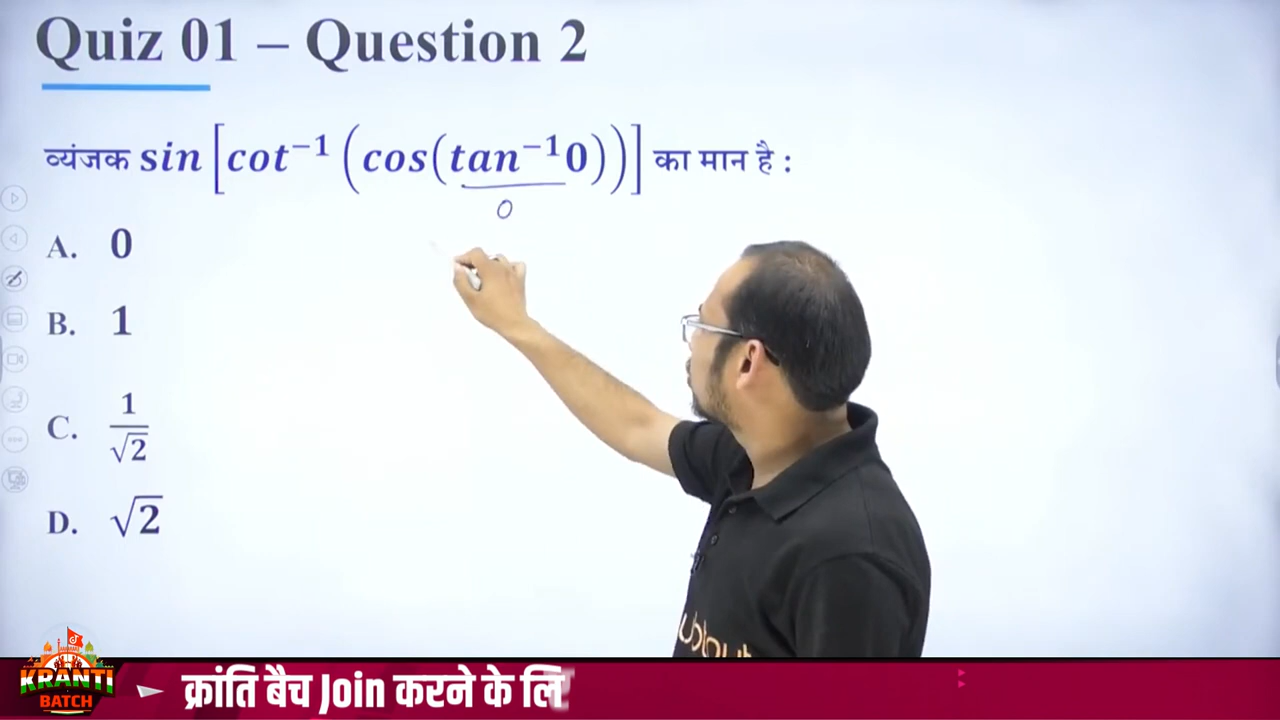 Quiz 01 – Question 2
व्यंजक sin [cot⁻¹ (cos(tan⁻¹0))] का मान है :
0
A. 0
B. 1
C. 1/√2
D. √2
KRANTI
BATCH
क्रांति बैच Join करने के लि